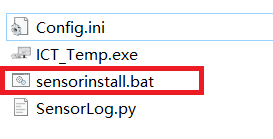 Config.ini
ICT_Temp.exe
sensorinstall.bat
SensorLog.py